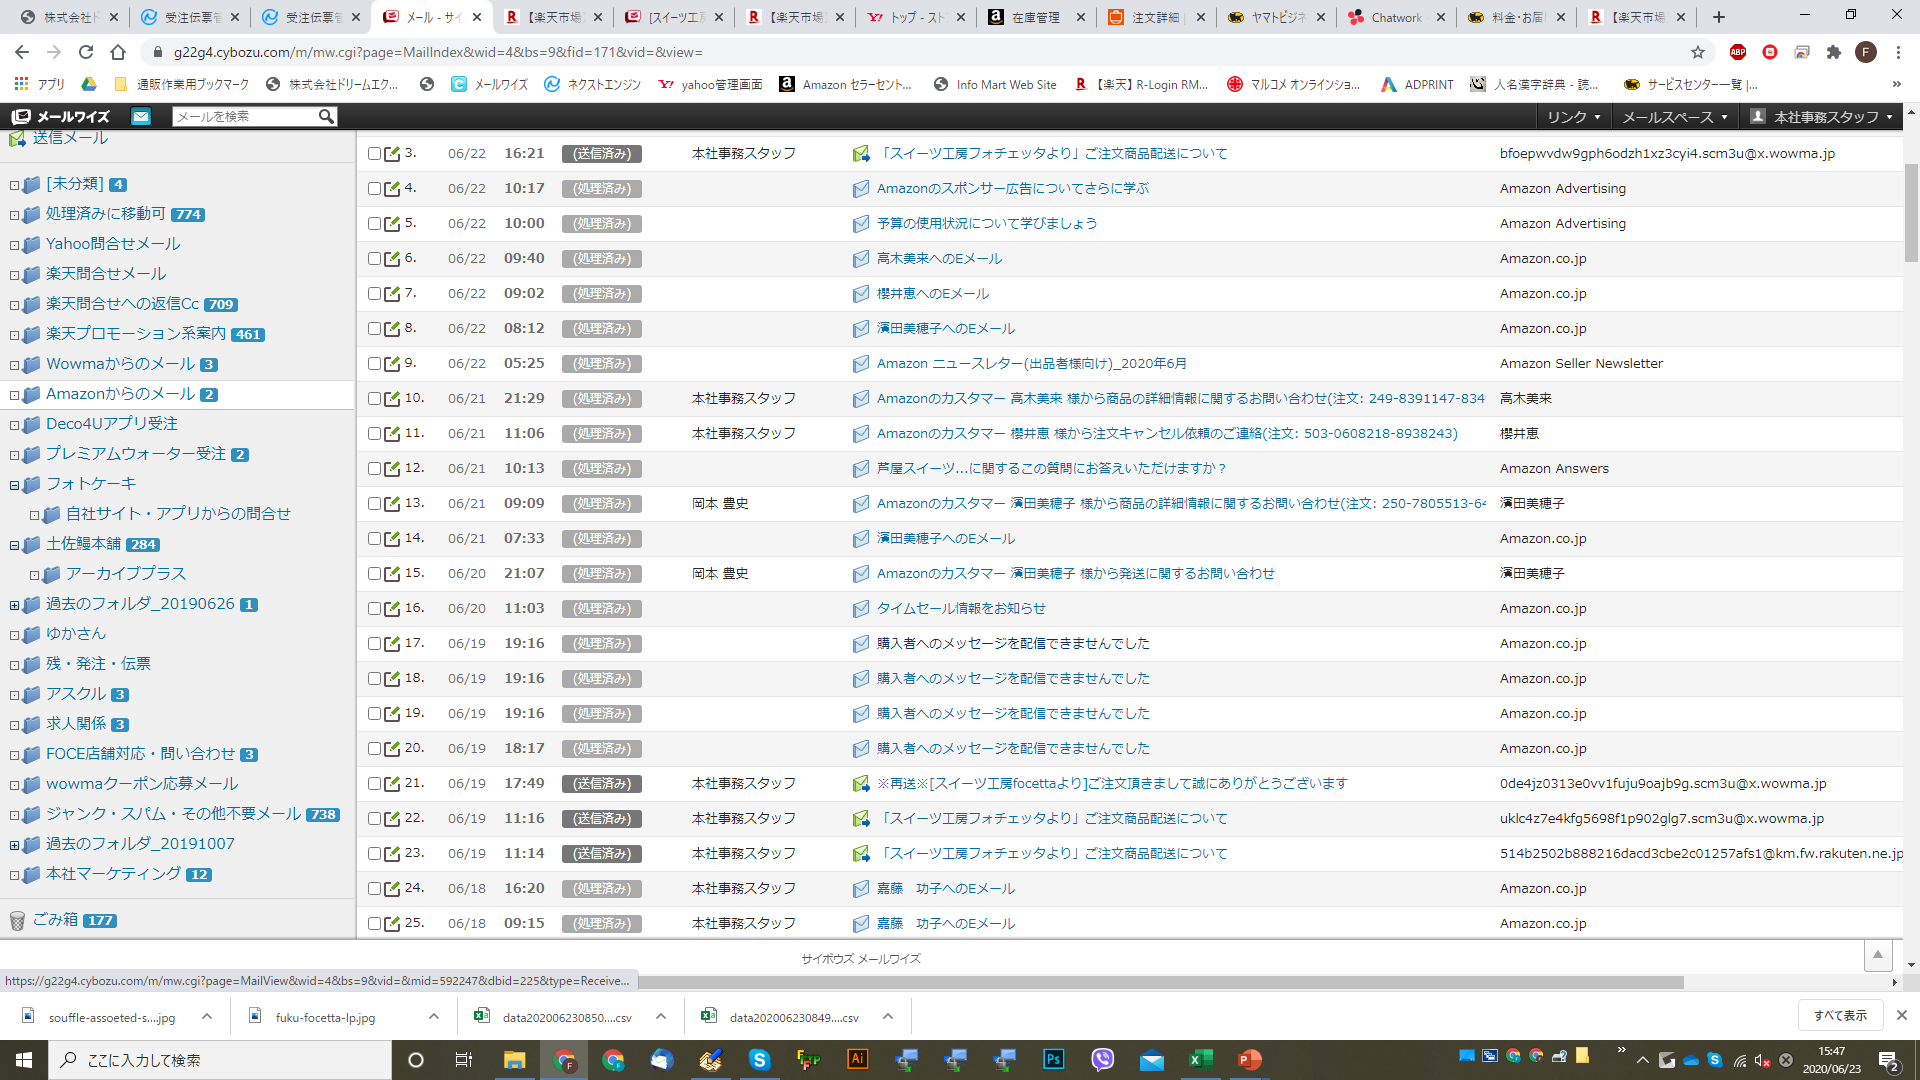 株式会社ド
受注伝票管
受注伝票管
メール - サイ
【楽天市場
[スイーツ工房
【楽天市場
トップ - スト
在庫管理
注文詳細
ヤマトビジネ
Chatwork
料金・お届
【楽天市場
g22g4.cybozu.com/m/mw.cgi?page=MailIndex&wid=4&bs=9&fid=171&vid=&view=
アプリ
通販作業用ブックマーク
株式会社ドリームエク...
メールワイズ
ネクストエンジン
yahoo管理画面
Amazon セラーセント...
Info Mart Web Site
【楽天】R-Login RM...
マルコメ オンラインショ...
ADPRINT
人名漢字辞典 - 読...
サービスセンター一覧 |...
メールワイズ
メールを検索
リンク
メールスペース
本社事務スタッフ
送信メール
[未分類] 4
処理済みに移動可 774
Yahoo問合せメール
楽天問合せメール
楽天問合せへの返信Cc 709
楽天プロモーション系案内 461
Wowmaからのメール 3
Amazonからのメール 2
Deco4Uアプリ受注
プレミアムウォーター受注 2
フォトケーキ
自社サイト・アプリからの問合せ
土佐鰻本舗 284
アーカイブプラス
過去のフォルダ_20190626 1
ゆかさん
残・発注・伝票
アスクル 3
求人関係 3
FOCE店舗対応・問い合わせ 3
wowmaクーポン応募メール
ジャンク・スパム・その他不要メール 738
過去のフォルダ_20191007
本社マーケティング 12
ごみ箱 177
3. 06/22 16:21 (送信済み) 本社事務スタッフ 「スイーツ工房フォチェッタより」ご注文商品配送について bfoepwvdw9gph6odzh1xz3cyi4.scm3u@x.wowma.jp
4. 06/22 10:17 (処理済み) Amazonのスポンサー広告についてさらに学ぶ Amazon Advertising
5. 06/22 10:00 (処理済み) 予算の使用状況について学びましょう Amazon Advertising
6. 06/22 09:40 (処理済み) 高木美来へのEメール Amazon.co.jp
7. 06/22 09:02 (処理済み) 櫻井恵へのEメール Amazon.co.jp
8. 06/22 08:12 (処理済み) 濱田美穂子へのEメール Amazon.co.jp
9. 06/22 05:25 (処理済み) Amazon ニュースレター(出品者様向け)_2020年6月 Amazon Seller Newsletter
10. 06/21 21:29 (処理済み) 本社事務スタッフ Amazonのカスタマー 高木美来 様から商品の詳細情報に関するお問い合わせ(注文: 249-8391147-834 高木美来
11. 06/21 11:06 (処理済み) 本社事務スタッフ Amazonのカスタマー 櫻井恵 様から注文キャンセル依頼のご連絡(注文: 503-0608218-8938243) 櫻井恵
12. 06/21 10:13 (処理済み) 芦屋スイーツ...に関するこの質問にお答えいただけますか？ Amazon Answers
13. 06/21 09:09 (処理済み) 岡本 豊史 Amazonのカスタマー 濱田美穂子 様から商品の詳細情報に関するお問い合わせ(注文: 250-7805513-64 濱田美穂子
14. 06/21 07:33 (処理済み) 濱田美穂子へのEメール Amazon.co.jp
15. 06/20 21:07 (処理済み) 岡本 豊史 Amazonのカスタマー 濱田美穂子 様から発送に関するお問い合わせ 濱田美穂子
16. 06/20 11:03 (処理済み) タイムセール情報をお知らせ Amazon.co.jp
17. 06/19 19:16 (処理済み) 購入者へのメッセージを配信できませんでした Amazon.co.jp
18. 06/19 19:16 (処理済み) 購入者へのメッセージを配信できませんでした Amazon.co.jp
19. 06/19 19:16 (処理済み) 購入者へのメッセージを配信できませんでした Amazon.co.jp
20. 06/19 18:17 (処理済み) 購入者へのメッセージを配信できませんでした Amazon.co.jp
21. 06/19 17:49 (送信済み) 本社事務スタッフ ※再送※[スイーツ工房focettaより]ご注文頂きまして誠にありがとうございます 0de4jz0313e0vv1fuju9oajb9g.scm3u@x.wowma.jp
22. 06/19 11:16 (送信済み) 本社事務スタッフ 「スイーツ工房フォチェッタより」ご注文商品配送について uklc4z7e4kfg5698f1p902glg7.scm3u@x.wowma.jp
23. 06/19 11:14 (送信済み) 本社事務スタッフ 「スイーツ工房フォチェッタより」ご注文商品配送について 514b2502b888216dacd3cbe2c01257afs1@km.fw.rakuten.ne.jp
24. 06/18 16:20 (処理済み) 本社事務スタッフ 嘉藤　功子へのEメール Amazon.co.jp
25. 06/18 09:15 (処理済み) 本社事務スタッフ 嘉藤　功子へのEメール Amazon.co.jp
サイボウズ メールワイズ
https://g22g4.cybozu.com/m/mw.cgi?page=MailView&wid=4&bs=9&vid=&mid=592247&dbid=225&type=Receive...
souffle-assoeted-s....jpg
fuku-focetta-lp.jpg
data202006230850....csv
data202006230849....csv
すべて表示
ここに入力して検索
15:47
2020/06/23
2